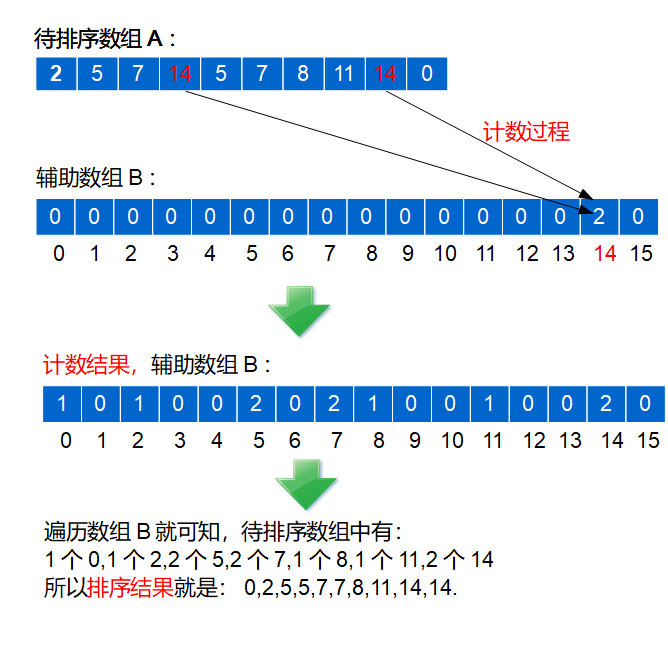 待排序数组 A：
2 5 7 14 5 7 8 11 14 0
计数过程
辅助数组 B：
0 0 0 0 0 0 0 0 0 0 0 0 0 0 2 0
0 1 2 3 4 5 6 7 8 9 10 11 12 13 14 15
计数结果，辅助数组 B：
1 0 1 0 0 2 0 2 1 0 0 1 0 0 2 0
0 1 2 3 4 5 6 7 8 9 10 11 12 13 14 15
遍历数组 B 就可知，待排序数组中有：
1 个 0,1 个 2,2 个 5,2 个 7,1 个 8,1 个 11,2 个 14
所以排序结果就是： 0,2,5,5,7,7,8,11,14,14.